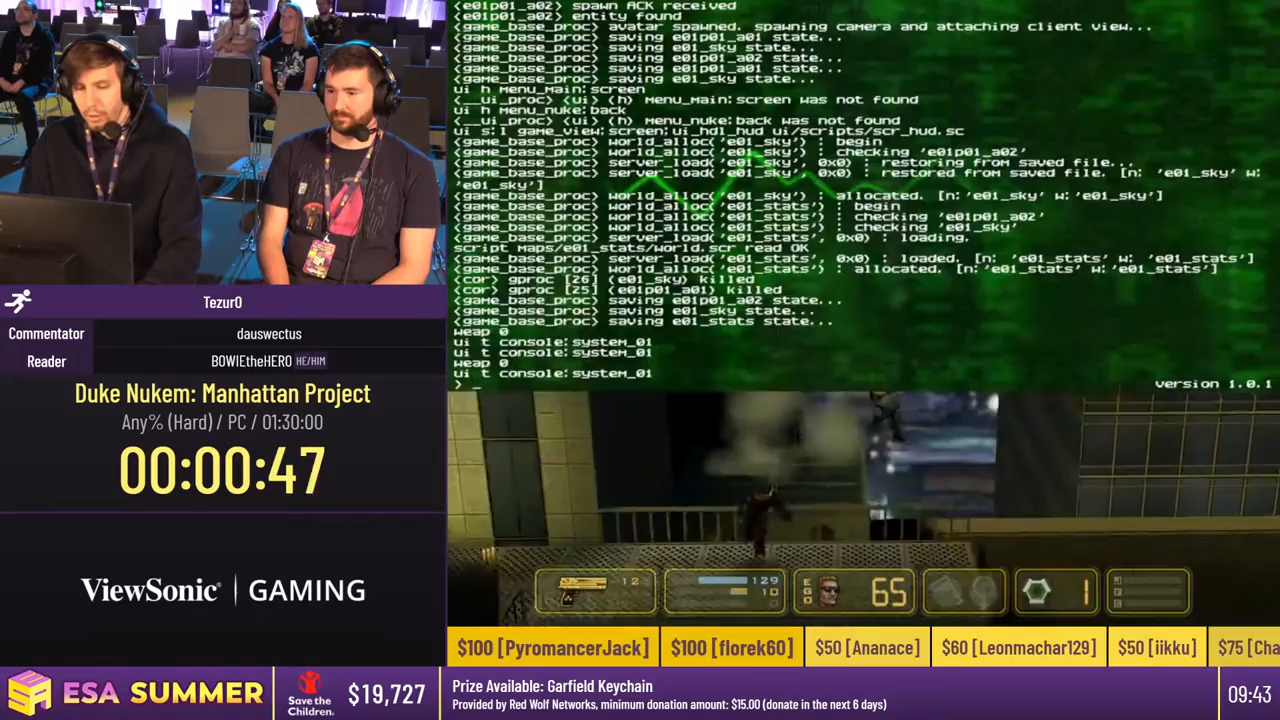 (e01p01_a02) spawn ACK received
(e01p01_a02) entity found
(game_base_proc) avatar spawned. spawning camera and attaching client view...
(game_base_proc) saving e01p01_a01 state...
(game_base_proc) saving e01_sky state...
(game_base_proc) saving e01p01_a02 state...
(game_base_proc) saving e01p01_a01 state...
(game_base_proc) saving e01_sky state...
ui h menu_main:screen
(__ui_proc) (ui) (h) menu_main:screen was not found
ui h menu_nuke:back
(__ui_proc) (ui) (h) menu_nuke:back was not found
ui s:l game_view:screen:ui_hdl_hud ui/scripts/scr_hud.sc
(game_base_proc) world_alloc('e01_sky') : begin
(game_base_proc) world_alloc('e01_sky') : checking 'e01p01_a02'
(game_base_proc) server_load('e01_sky', 0x0) : restoring from saved file...
(game_base_proc) server_load('e01_sky', 0x0) : restored from saved file. [n: 'e01_sky' w:
'e01_sky']
(game_base_proc) world_alloc('e01_sky') : allocated. [n:'e01_sky' w:'e01_sky']
(game_base_proc) world_alloc('e01_stats') : begin
(game_base_proc) world_alloc('e01_stats') : checking 'e01p01_a02'
(game_base_proc) world_alloc('e01_stats') : checking 'e01_sky'
(game_base_proc) server_load('e01_stats', 0x0) : loading.
script maps/e01_stats/world.scr read OK
(game_base_proc) server_load('e01_stats', 0x0) : loaded. [n: 'e01_stats' w: 'e01_stats']
(game_base_proc) world_alloc('e01_stats') : allocated. [n:'e01_stats' w:'e01_stats']
(cor) gproc [26] (e01_sky) killed
(cor) gproc [25] (e01p01_a01) killed
(game_base_proc) saving e01p01_a02 state...
(game_base_proc) saving e01_sky state...
(game_base_proc) saving e01_stats state...
weap 0
ui t console:system_01
ui t console:system_01
weap 0
ui t console:system_01
> _
version 1.0.1
Tezur0
Commentator dauswectus
Reader BOWIEtheHERO HE/HIM
Duke Nukem: Manhattan Project
Any% (Hard) / PC / 01:30:00
00:00:47
ViewSonic | GAMING
12
129
10
EGO 65
1
$100 [PyromancerJack] $100 [florek60] $50 [Ananace] $60 [Leonmachar129] $50 [iikku] $75 [Cha
ESA SUMMER
Save the
Children.
$19,727
Prize Available: Garfield Keychain
Provided by Red Wolf Networks, minimum donation amount: $15.00 (donate in the next 6 days)
09:43